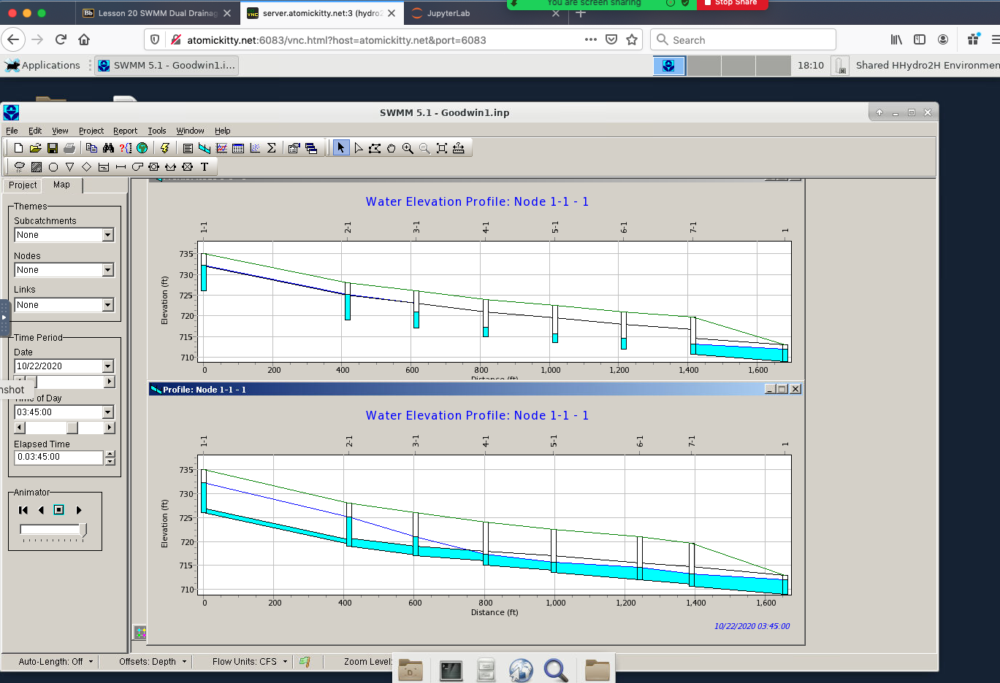 Lesson 20 SWMM Dual Drainag
server.atomickitty.net:3 (hydro2
JupyterLab
You are screen sharing
Stop Share
atomickitty.net:6083/vnc.html?host=atomickitty.net&port=6083
Search
Applications
SWMM 5.1 - Goodwin1.i...
18:10
Shared HHydro2H Environmen
SWMM 5.1 - Goodwin1.inp
File Edit View Project Report Tools Window Help
Project Map
Themes
Subcatchments
None
Nodes
None
Links
None
Time Period
Date
10/22/2020
nshot
Time of Day
03:45:00
Elapsed Time
0.03:45:00
Animator
Water Elevation Profile: Node 1-1 - 1
1-1 2-1 3-1 4-1 5-1 6-1 7-1 1
735
730
725
720
715
710
Elevation (ft)
0 200 400 600 800 1,000 1,200 1,400 1,600
Distance (ft)
Profile: Node 1-1 - 1
Water Elevation Profile: Node 1-1 - 1
1-1 2-1 3-1 4-1 5-1 6-1 7-1 1
735
730
725
720
715
710
Elevation (ft)
0 200 400 600 800 1,000 1,200 1,400 1,600
Distance (ft)
10/22/2020 03:45:00
Auto-Length: Off Offsets: Depth Flow Units: CFS Zoom Level: